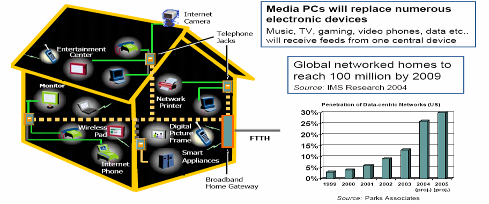 Internet
Camera
Telephone
Jacks
Entertainment
Center
Monitor
Network
Printer
Wireless
Pad
Digital
Picture
Frame
Internet
Phone
Smart
Appliances
FTTH
Broadband
Home Gateway
Media PCs will replace numerous
electronic devices
Music, TV, gaming, video phones, data etc..
will receive feeds from one central device
Global networked homes to
reach 100 million by 2009
Source: IMS Research 2004
Penetration of Data-centric Networks (US)
30%
25%
20%
15%
10%
5%
0%
1999 2000 2001 2002 2003 2004 2005
(proj.) (proj.)
Source: Parks Associates